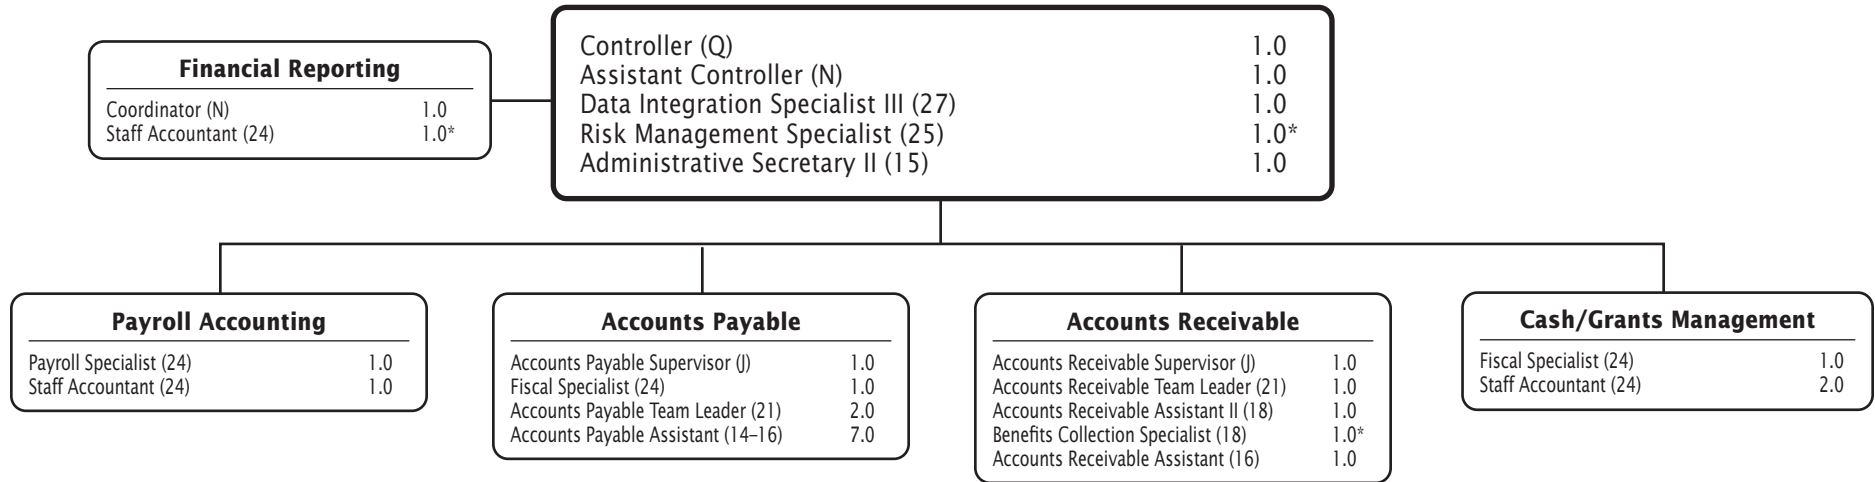 Controller (Q) 1.0
Assistant Controller (N) 1.0
Data Integration Specialist III (27) 1.0
Risk Management Specialist (25) 1.0*
Administrative Secretary II (15) 1.0
Financial Reporting
Coordinator (N) 1.0
Staff Accountant (24) 1.0*
Payroll Accounting
Payroll Specialist (24) 1.0
Staff Accountant (24) 1.0
Accounts Payable
Accounts Payable Supervisor (J) 1.0
Fiscal Specialist (24) 1.0
Accounts Payable Team Leader (21) 2.0
Accounts Payable Assistant (14–16) 7.0
Accounts Receivable
Accounts Receivable Supervisor (J) 1.0
Accounts Receivable Team Leader (21) 1.0
Accounts Receivable Assistant II (18) 1.0
Benefits Collection Specialist (18) 1.0*
Accounts Receivable Assistant (16) 1.0
Cash/Grants Management
Fiscal Specialist (24) 1.0
Staff Accountant (24) 2.0